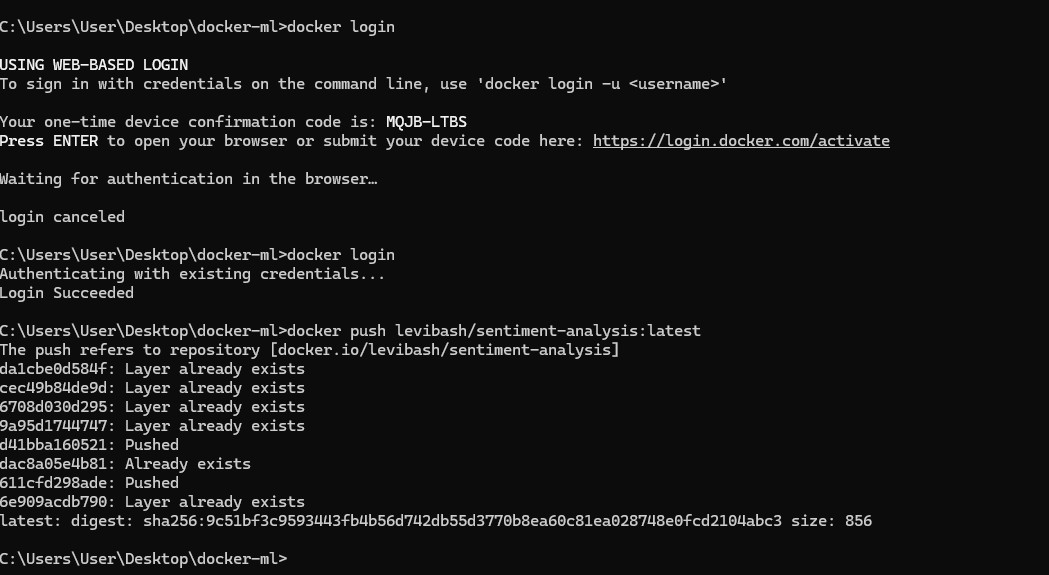 C:\Users\User\Desktop\docker-ml>docker login
USING WEB-BASED LOGIN
To sign in with credentials on the command line, use 'docker login -u <username>'
Your one-time device confirmation code is: MQJB-LTBS
Press ENTER to open your browser or submit your device code here: https://login.docker.com/activate
Waiting for authentication in the browser…
login canceled
C:\Users\User\Desktop\docker-ml>docker login
Authenticating with existing credentials...
Login Succeeded
C:\Users\User\Desktop\docker-ml>docker push levibash/sentiment-analysis:latest
The push refers to repository [docker.io/levibash/sentiment-analysis]
da1cbe0d584f: Layer already exists
cec49b84de9d: Layer already exists
6708d030d295: Layer already exists
9a95d1744747: Layer already exists
d41bba160521: Pushed
dac8a05e4b81: Already exists
611cfd298ade: Pushed
6e909acdb790: Layer already exists
latest: digest: sha256:9c51bf3c9593443fb4b56d742db55d3770b8ea60c81ea028748e0fcd2104abc3 size: 856
C:\Users\User\Desktop\docker-ml>